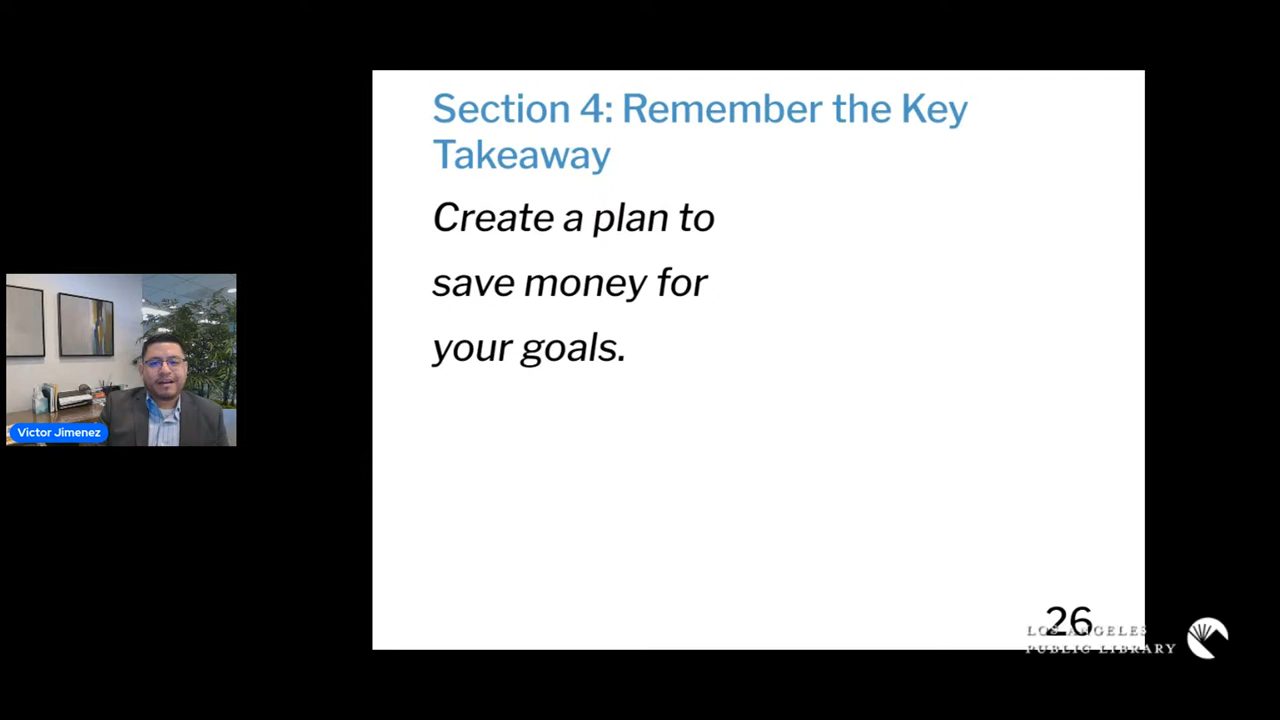 Section 4: Remember the Key
Takeaway
Create a plan to
save money for
your goals.
Victor Jimenez
26
LOS ANGELES
PUBLIC LIBRARY